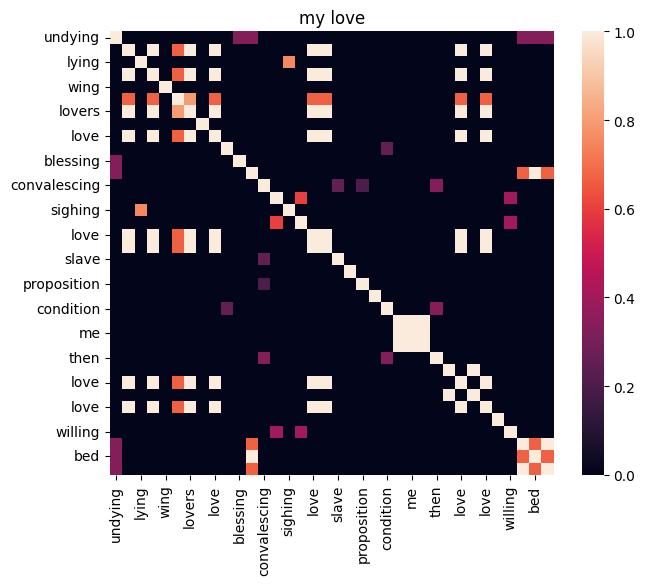 my love
undying
lying
wing
lovers
love
blessing
convalescing
sighing
love
slave
proposition
condition
me
then
love
love
willing
bed
1.0
0.8
0.6
0.4
0.2
0.0
undying
lying
wing
lovers
love
blessing
convalescing
sighing
love
slave
proposition
condition
me
then
love
love
willing
bed